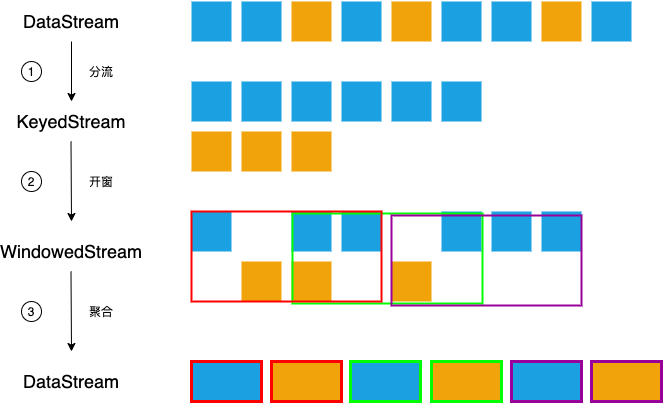 DataStream
① 分流
KeyedStream
② 开窗
WindowedStream
③ 聚合
DataStream